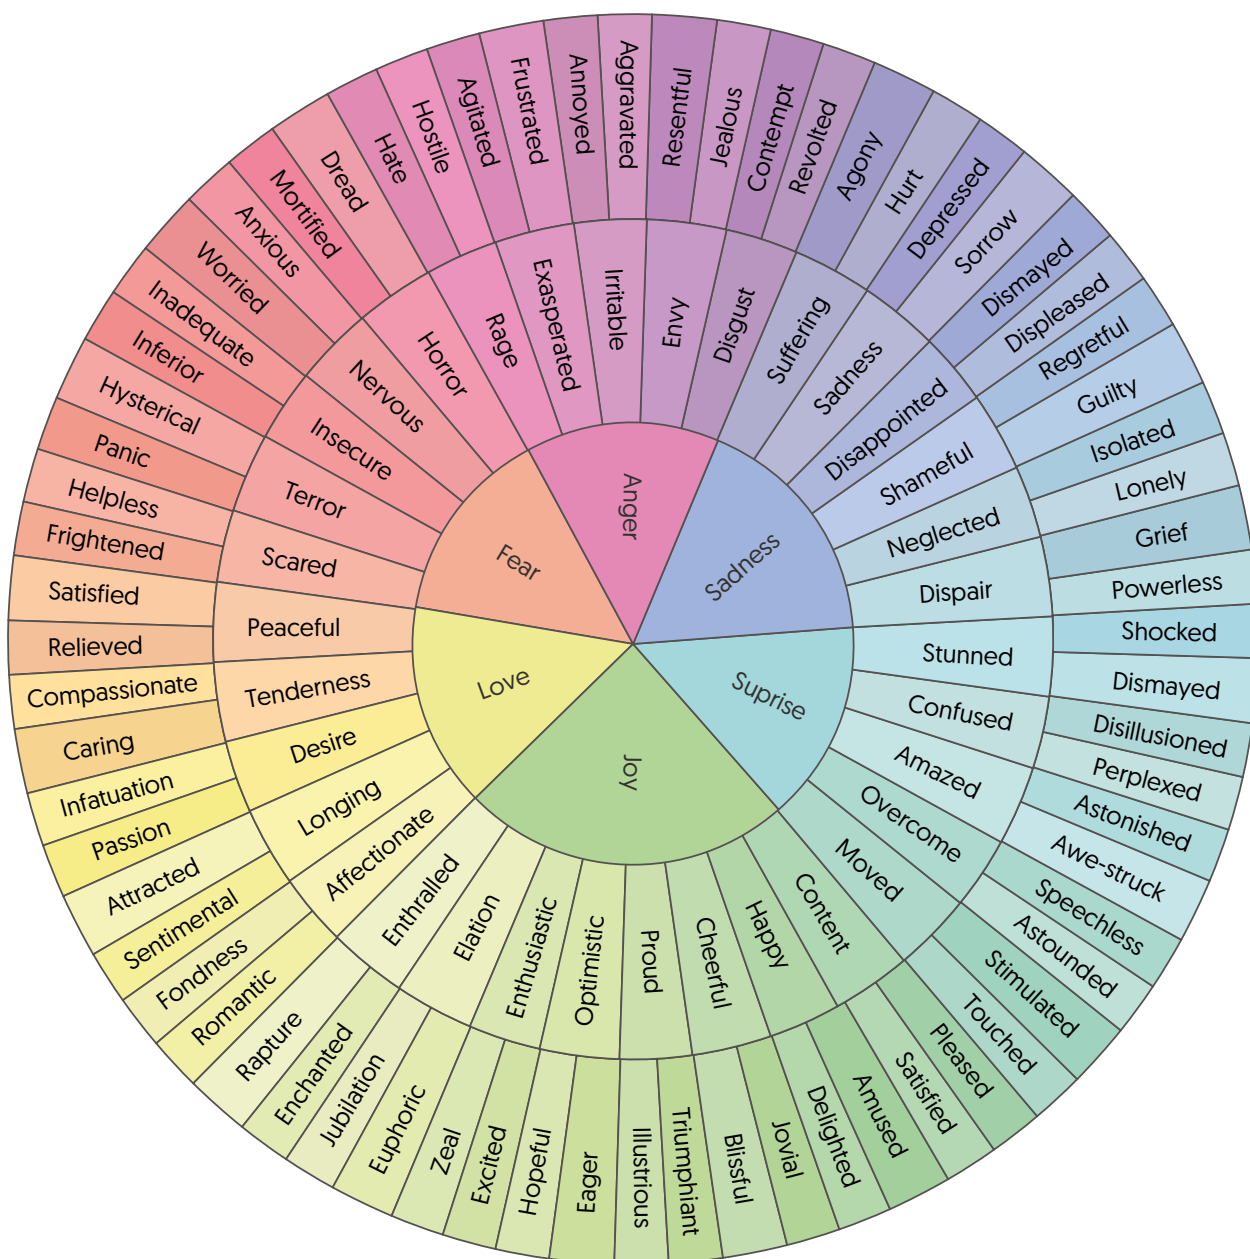 Anger
Sadness
Suprise
Joy
Love
Fear
Rage
Exasperated
Irritable
Envy
Disgust
Suffering
Sadness
Disappointed
Shameful
Neglected
Dispair
Stunned
Confused
Amazed
Overcome
Moved
Content
Happy
Cheerful
Proud
Optimistic
Enthusiastic
Elation
Enthralled
Affectionate
Longing
Desire
Tenderness
Peaceful
Scared
Terror
Insecure
Nervous
Horror
Hate
Hostile
Agitated
Frustrated
Annoyed
Aggravated
Resentful
Jealous
Contempt
Revolted
Agony
Hurt
Depressed
Sorrow
Dismayed
Displeased
Regretful
Guilty
Isolated
Lonely
Grief
Powerless
Shocked
Dismayed
Disillusioned
Perplexed
Astonished
Awe-struck
Speechless
Astounded
Stimulated
Touched
Pleased
Satisfied
Amused
Delighted
Jovial
Blissful
Triumphiant
Illustrious
Eager
Hopeful
Excited
Zeal
Euphoric
Jubilation
Enchanted
Rapture
Romantic
Fondness
Sentimental
Attracted
Passion
Infatuation
Caring
Compassionate
Relieved
Satisfied
Frightened
Helpless
Panic
Hysterical
Inferior
Inadequate
Worried
Anxious
Mortified
Dread